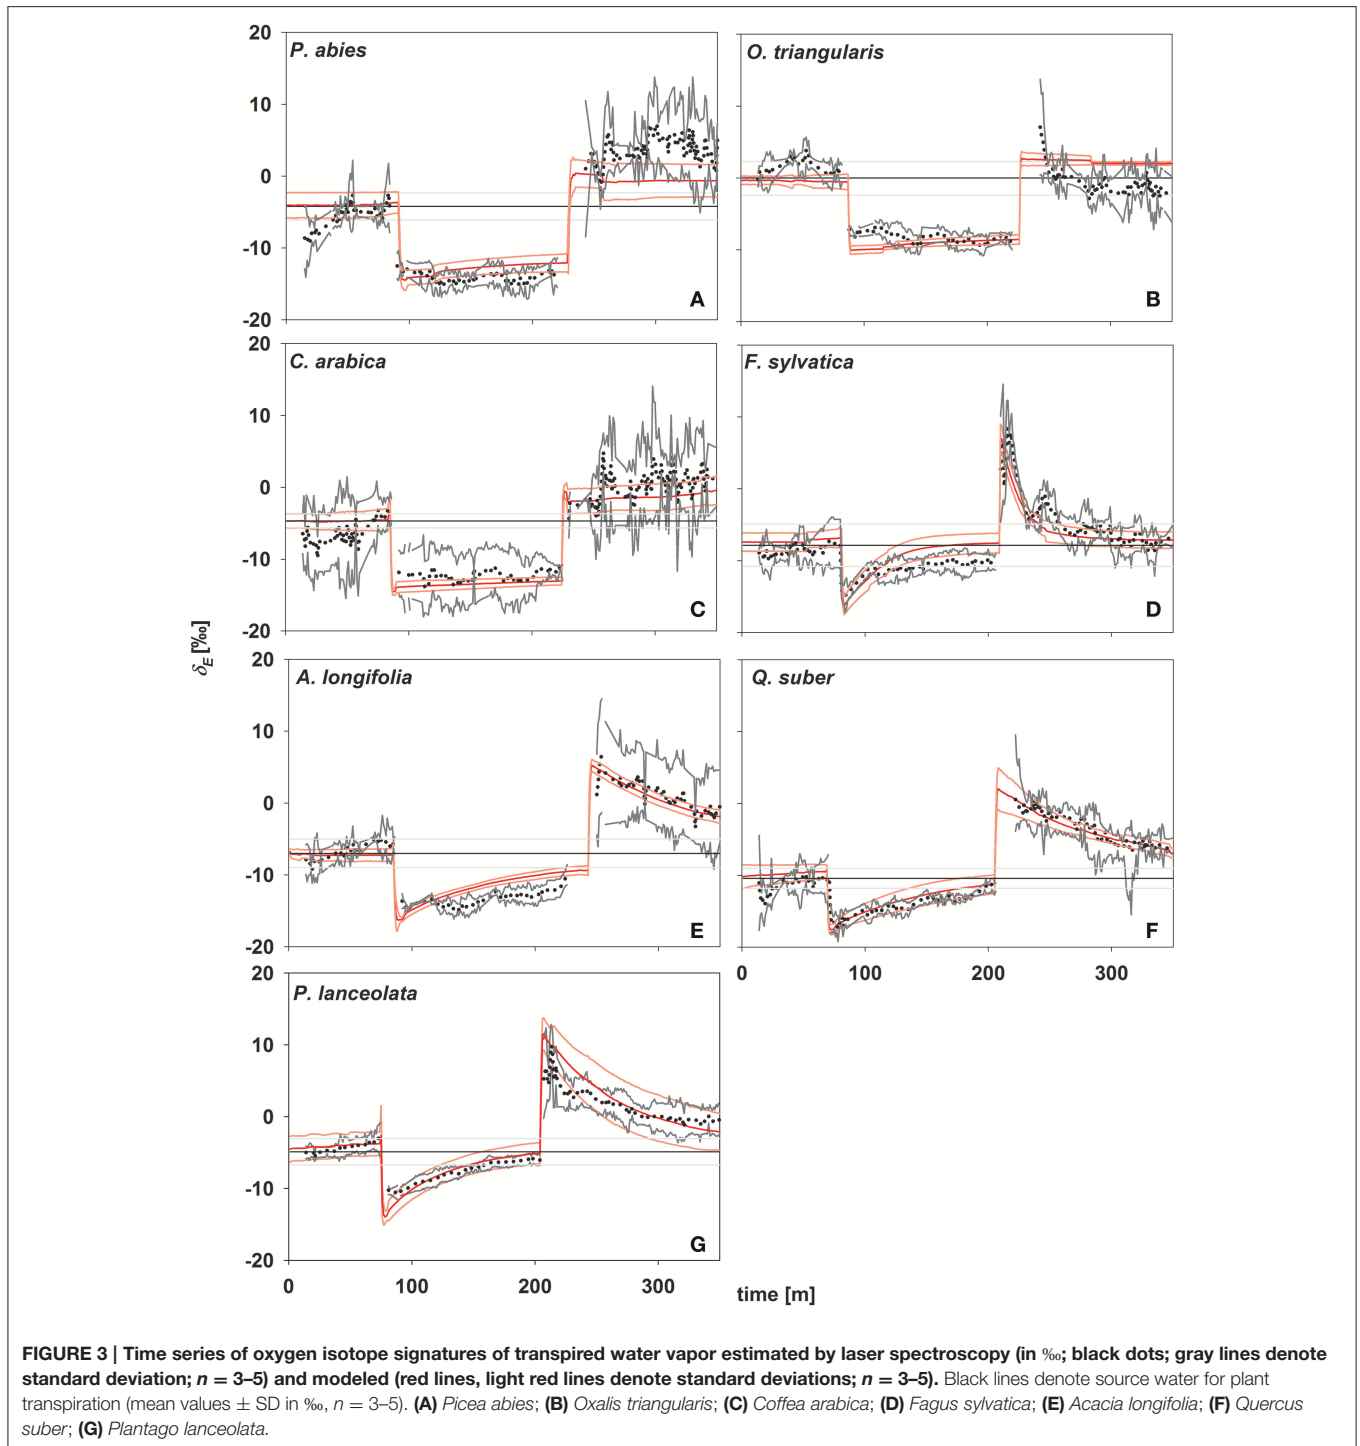 20
10
0
-10
-20
P. abies
A
O. triangularis
B
20
10
0
-10
-20
C. arabica
C
F. sylvatica
D
δE [‰]
20
10
0
-10
-20
A. longifolia
E
Q. suber
F
0 100 200 300
20
10
0
-10
-20
P. lanceolata
G
0 100 200 300
time [m]
FIGURE 3 | Time series of oxygen isotope signatures of transpired water vapor estimated by laser spectroscopy (in ‰; black dots; gray lines denote
standard deviation; n = 3–5) and modeled (red lines, light red lines denote standard deviations; n = 3–5). Black lines denote source water for plant
transpiration (mean values ± SD in ‰, n = 3–5). (A) Picea abies; (B) Oxalis triangularis; (C) Coffea arabica; (D) Fagus sylvatica; (E) Acacia longifolia; (F) Quercus
suber; (G) Plantago lanceolata.